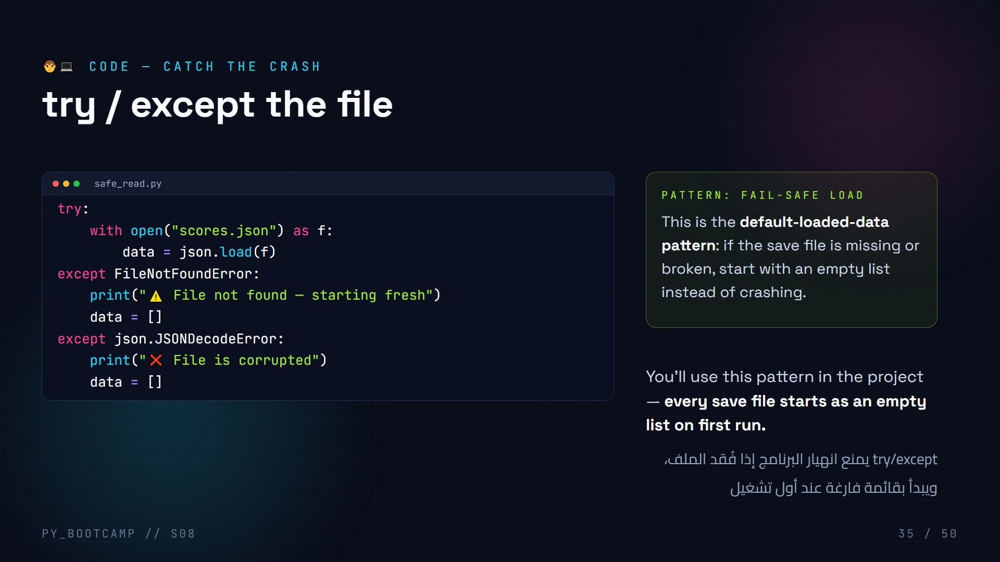 🧑💻 CODE — CATCH THE CRASH
try / except the file
safe_read.py
try:
    with open("scores.json") as f:
        data = json.load(f)
except FileNotFoundError:
    print("⚠️ File not found — starting fresh")
    data = []
except json.JSONDecodeError:
    print("❌ File is corrupted")
    data = []
PATTERN: FAIL-SAFE LOAD
This is the default-loaded-data
pattern: if the save file is missing or
broken, start with an empty list
instead of crashing.
You’ll use this pattern in the project
— every save file starts as an empty
list on first run.
try/except يمنع انهيار البرنامج إذا فُقد الملف،
ويبدأ بقائمة فارغة عند أول تشغيل
PY_BOOTCAMP // S08
35 / 50